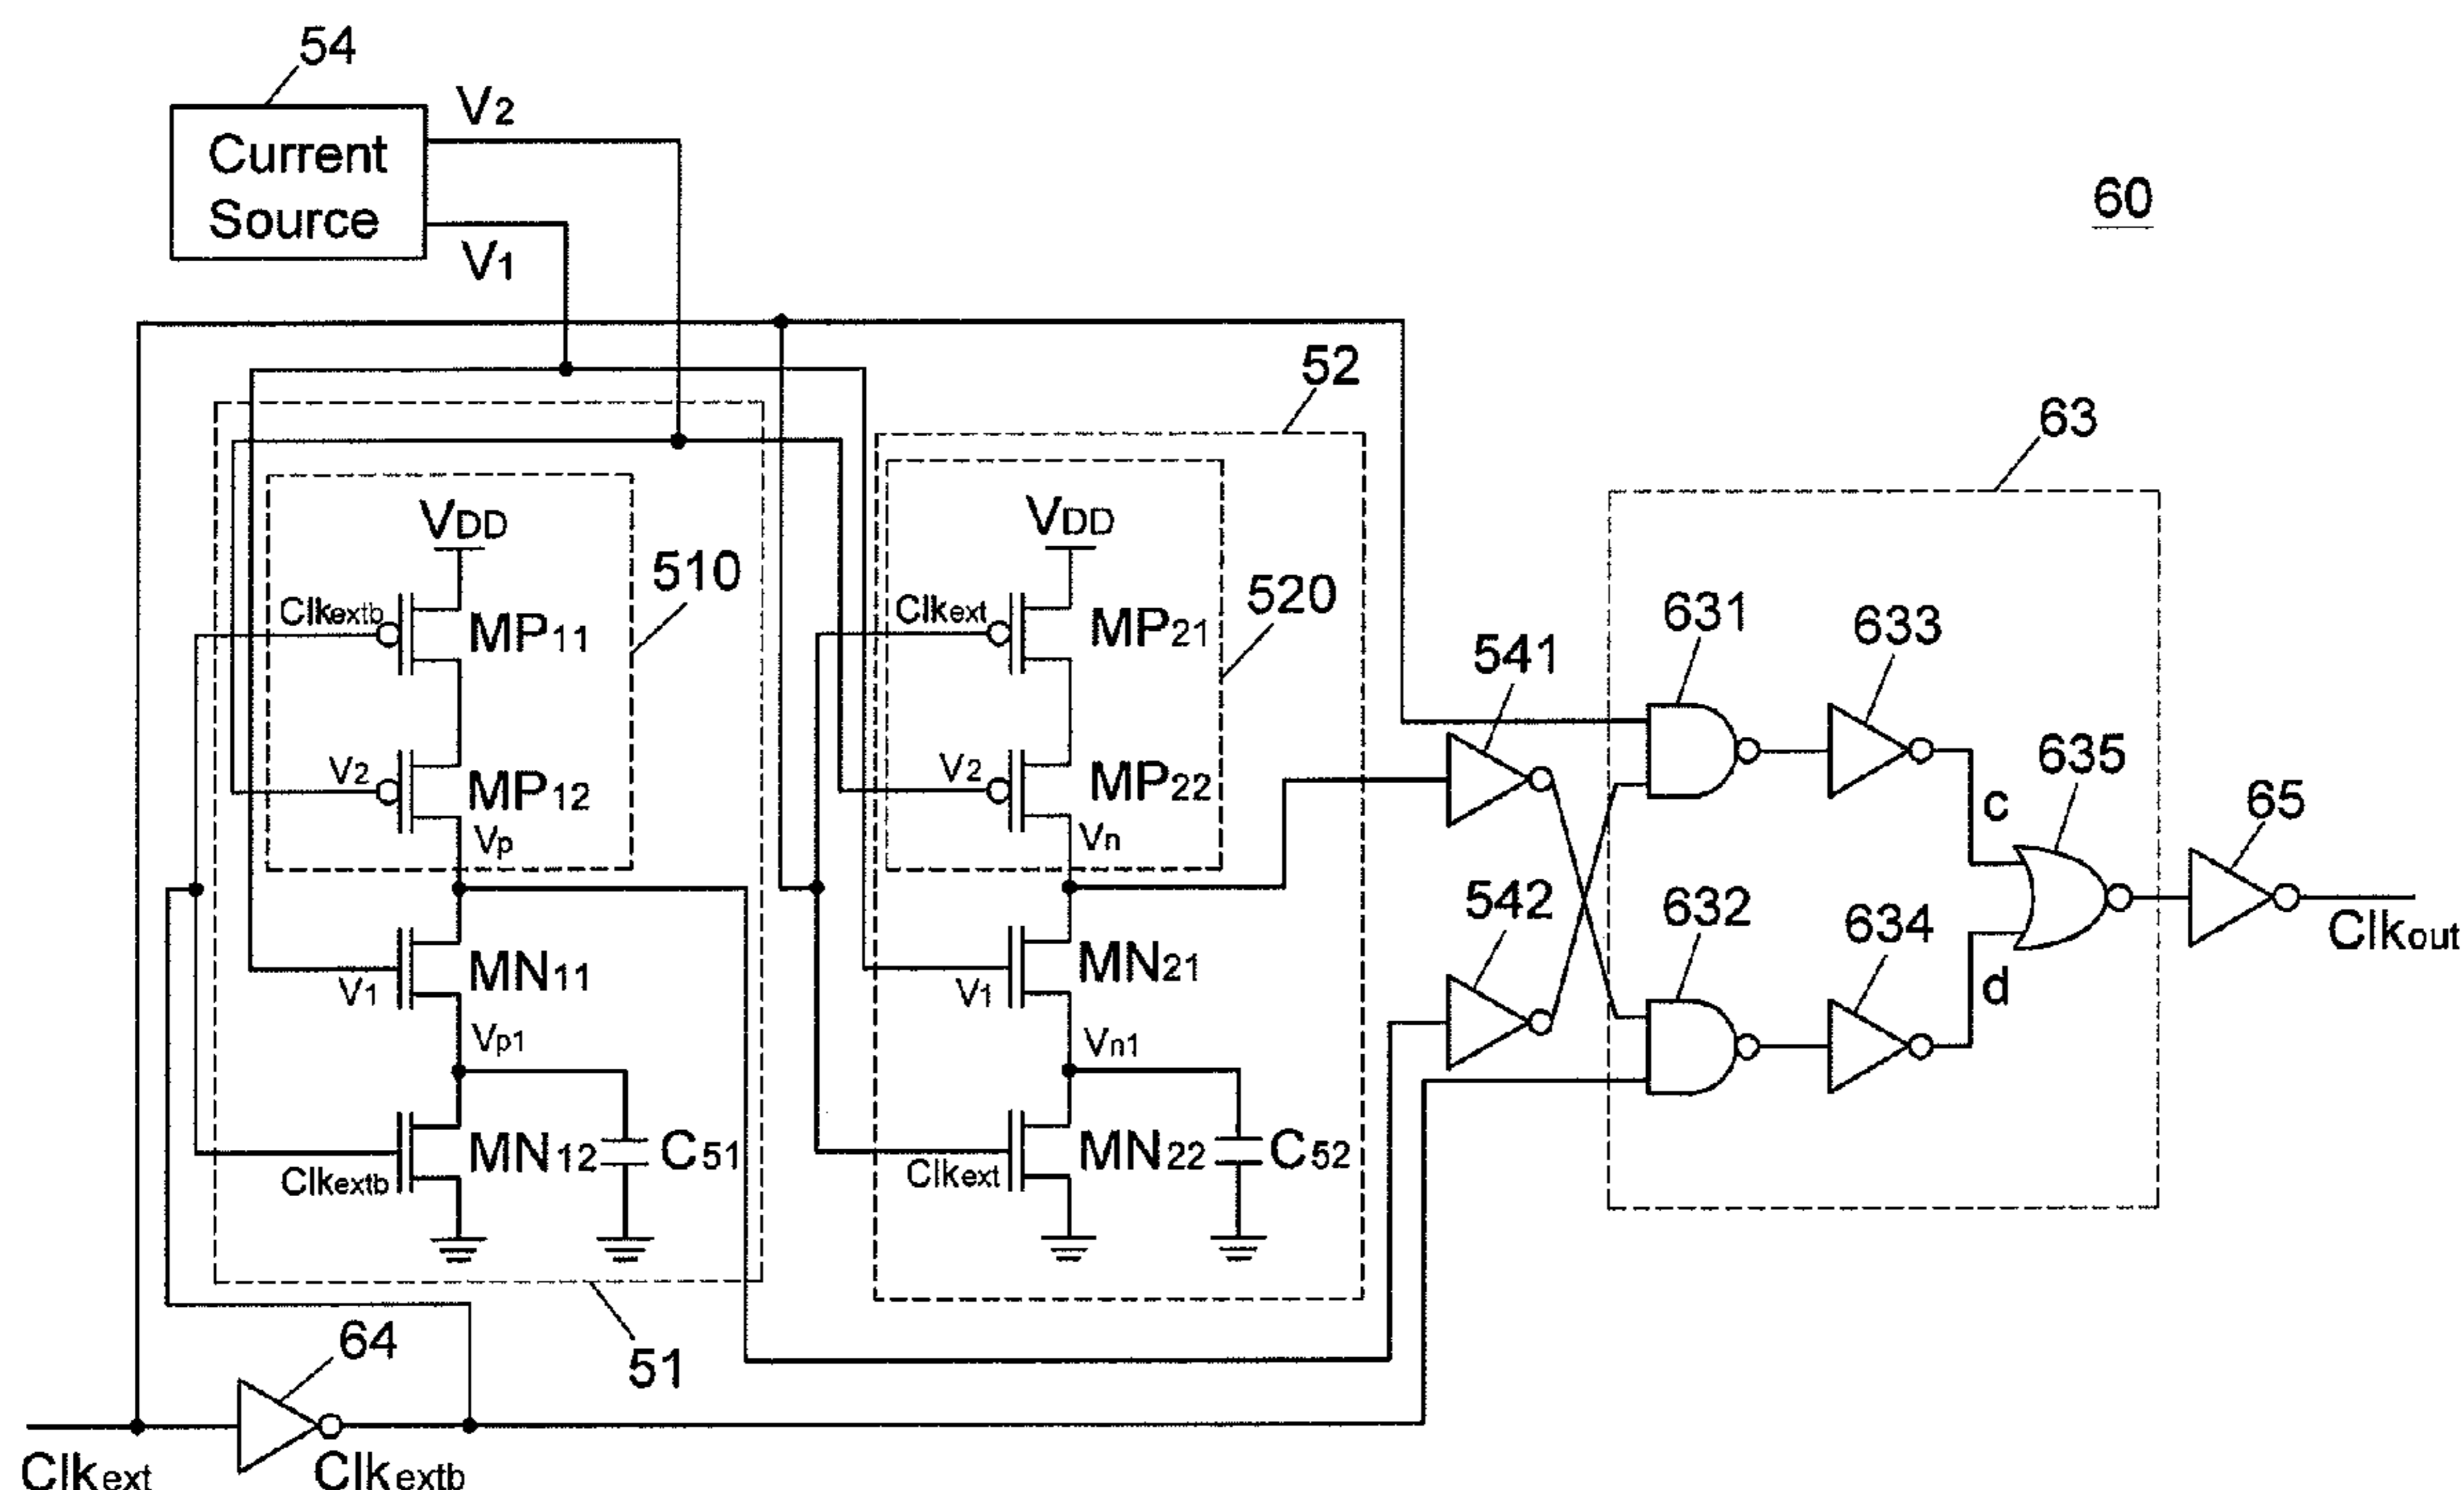 54
V2
Current
Source
V1
60
52
63
VDD
VDD
510
520
Clkextb
MP11
Clkext
MP21
631
633
541
V2
MP12
V2
MP22
635
Vp
Vn
c
65
542
632
634
Clkout
V1
MN11
V1
MN21
d
Vp1
Vn1
Clkextb
MN12
C51
Clkext
MN22
C52
64
51
Clkext
Clkextb